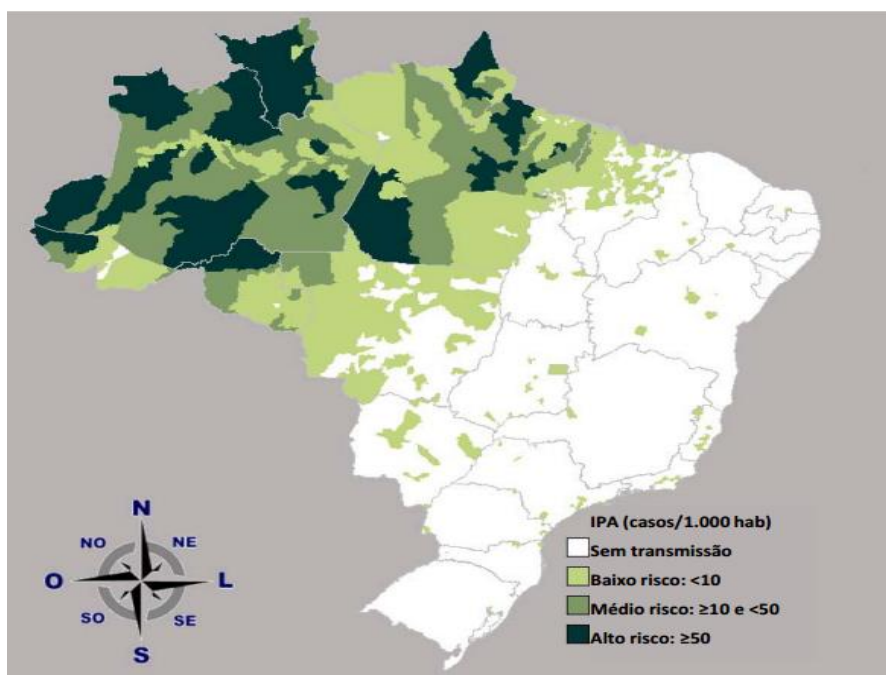 N
NO
NE
O
L
SO
SE
S
IPA (casos/1.000 hab)
Sem transmissão
Baixo risco: <10
Médio risco: ≥10 e <50
Alto risco: ≥50